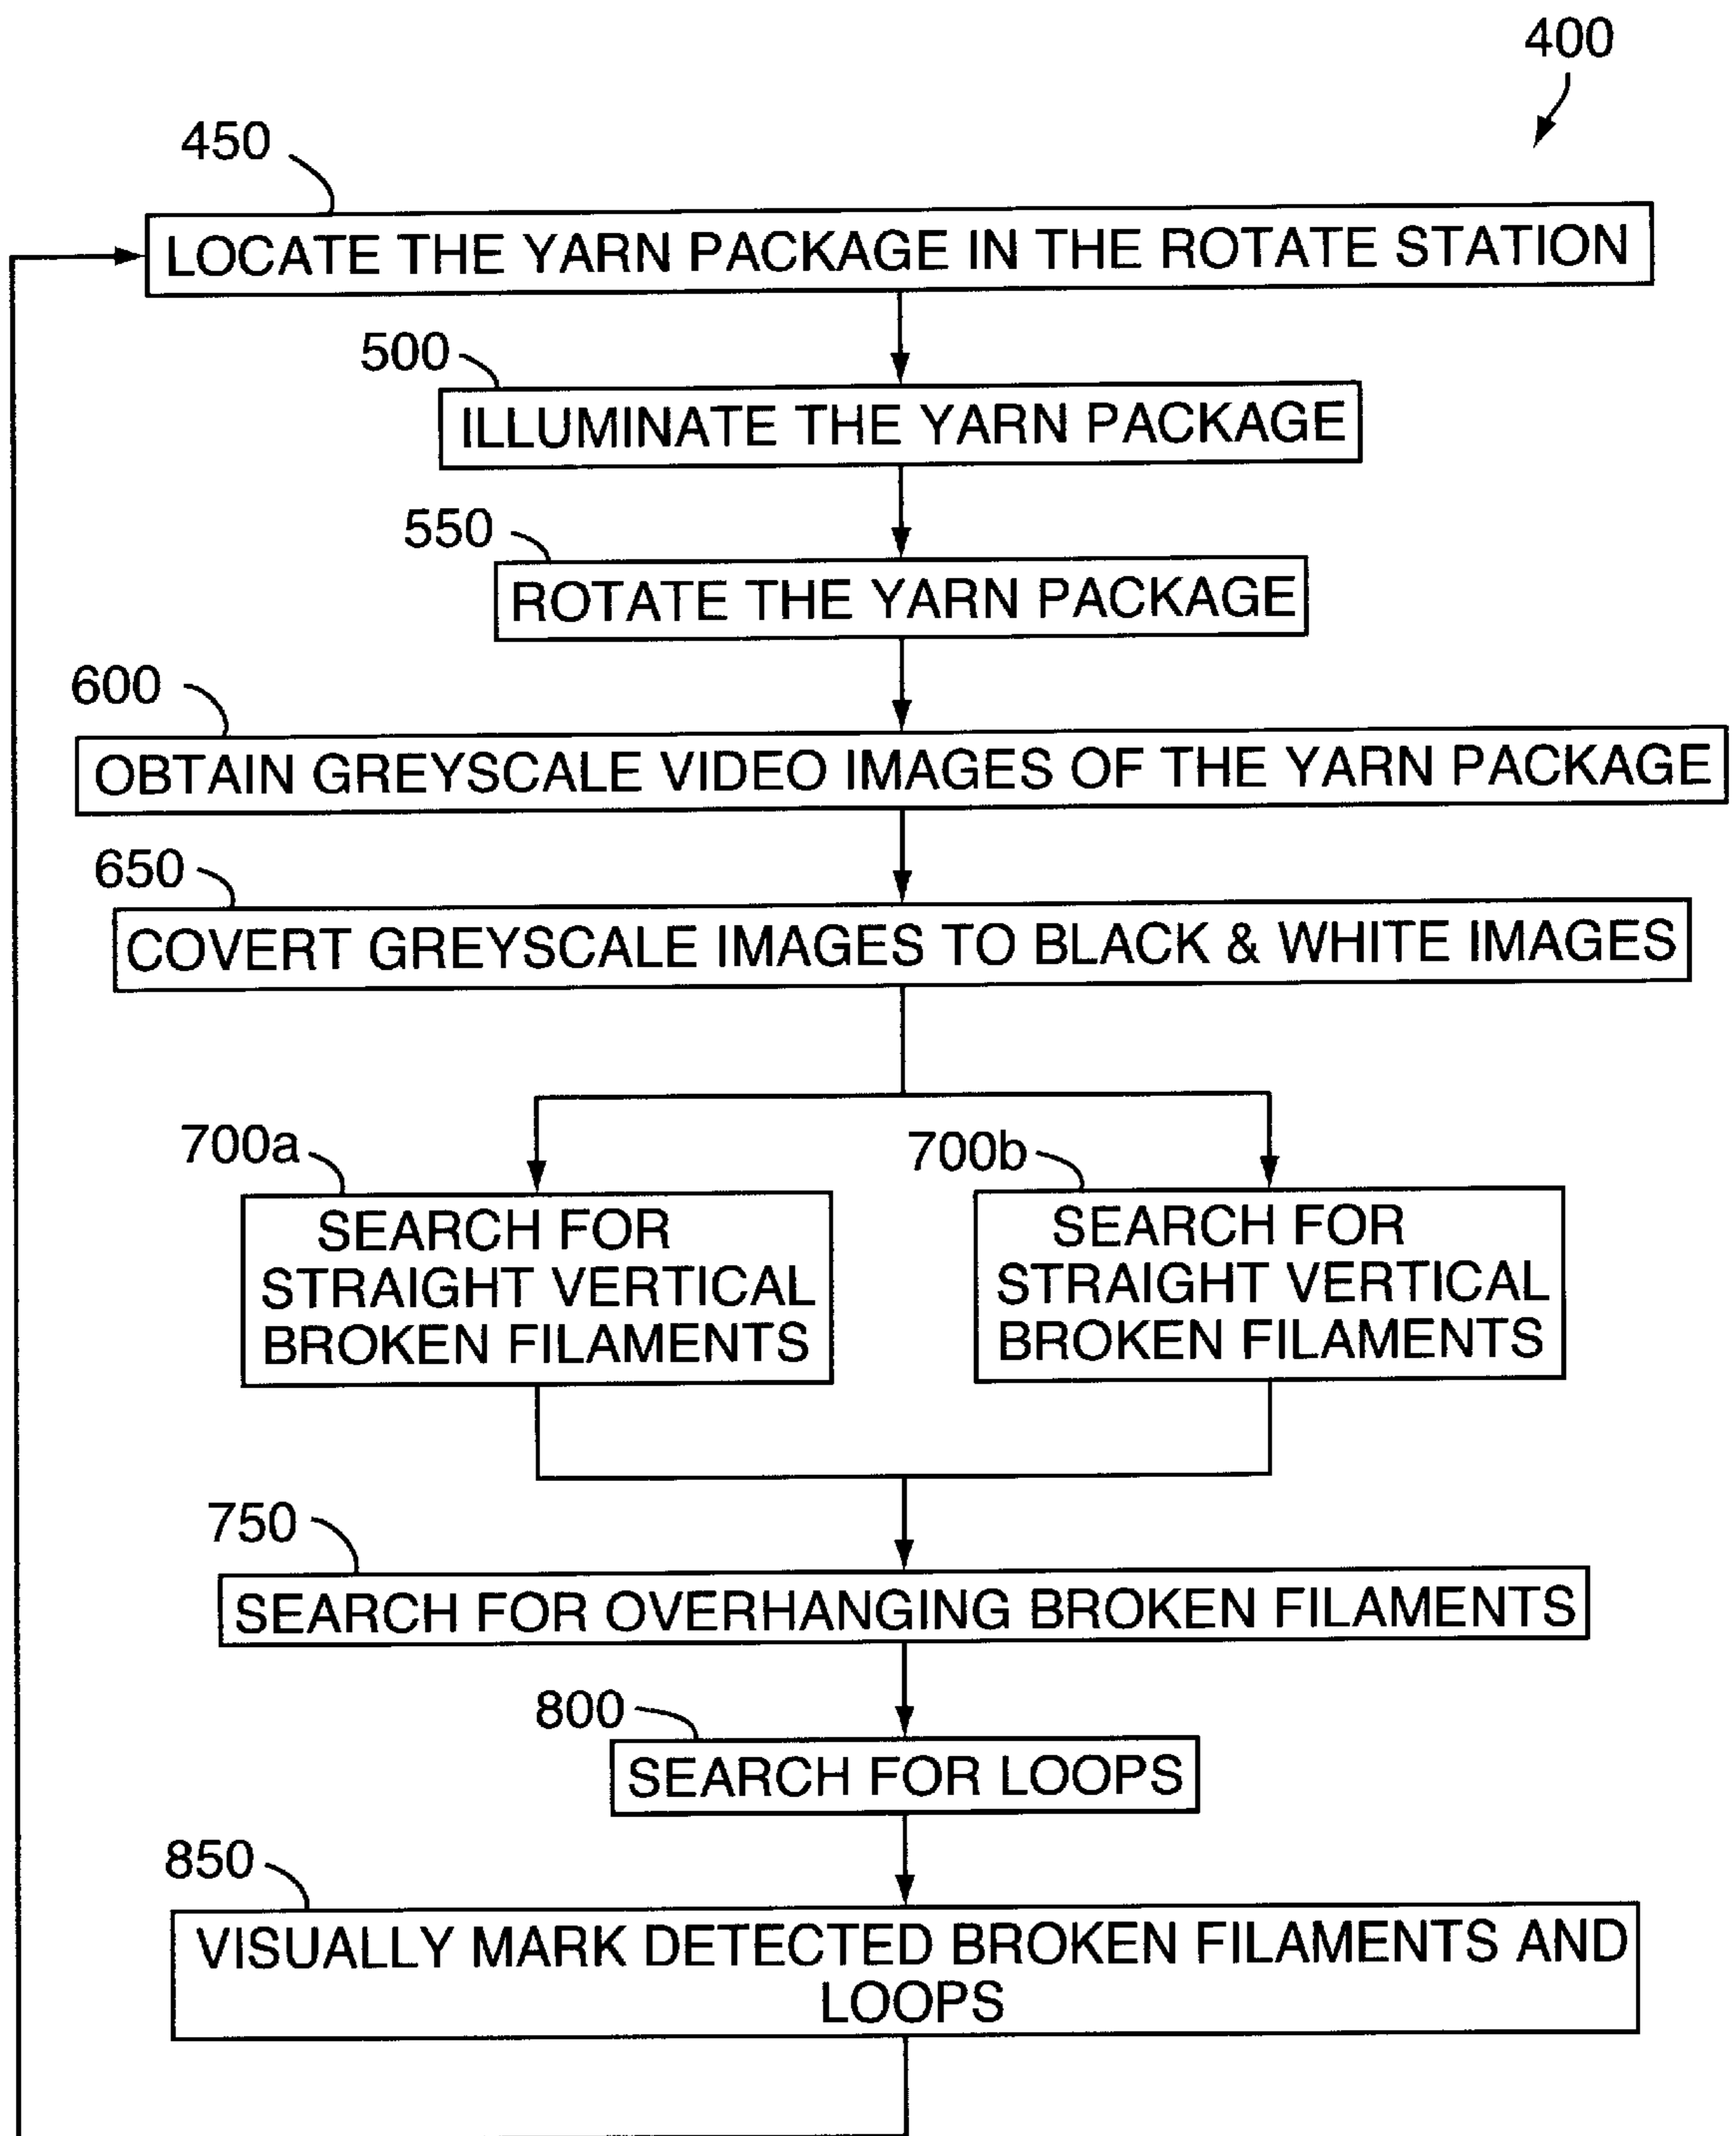 400
450
LOCATE THE YARN PACKAGE IN THE ROTATE STATION
500
ILLUMINATE THE YARN PACKAGE
550
ROTATE THE YARN PACKAGE
600
OBTAIN GREYSCALE VIDEO IMAGES OF THE YARN PACKAGE
650
COVERT GREYSCALE IMAGES TO BLACK & WHITE IMAGES
700a
SEARCH FOR
STRAIGHT VERTICAL
BROKEN FILAMENTS
700b
SEARCH FOR
STRAIGHT VERTICAL
BROKEN FILAMENTS
750
SEARCH FOR OVERHANGING BROKEN FILAMENTS
800
SEARCH FOR LOOPS
850
VISUALLY MARK DETECTED BROKEN FILAMENTS AND
LOOPS